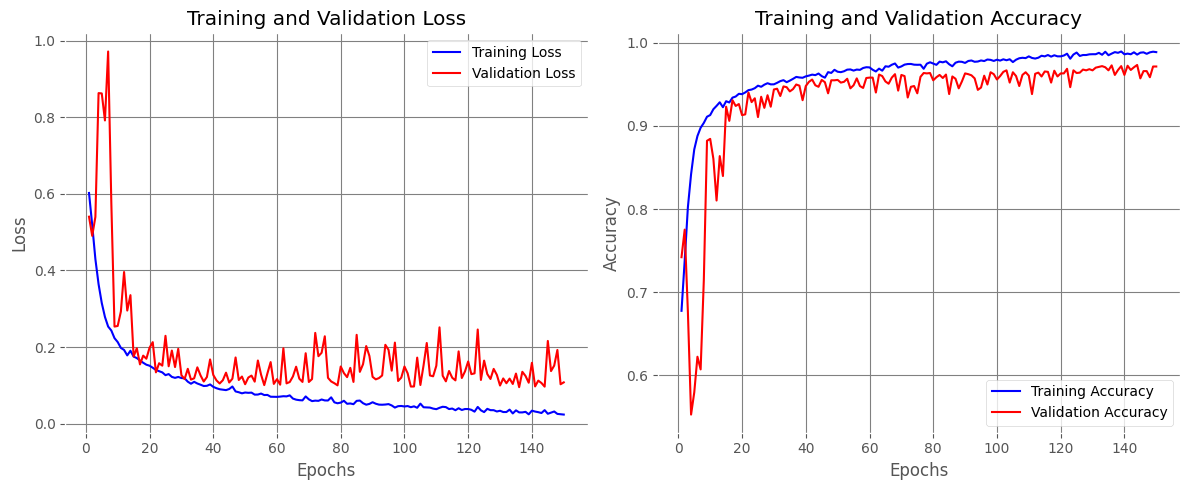 Training and Validation Loss
1.0
0.8
0.6
0.4
0.2
0.0
Loss
0 20 40 60 80 100 120 140
Epochs
Training Loss
Validation Loss
Training and Validation Accuracy
1.0
0.9
0.8
0.7
0.6
Accuracy
0 20 40 60 80 100 120 140
Epochs
Training Accuracy
Validation Accuracy